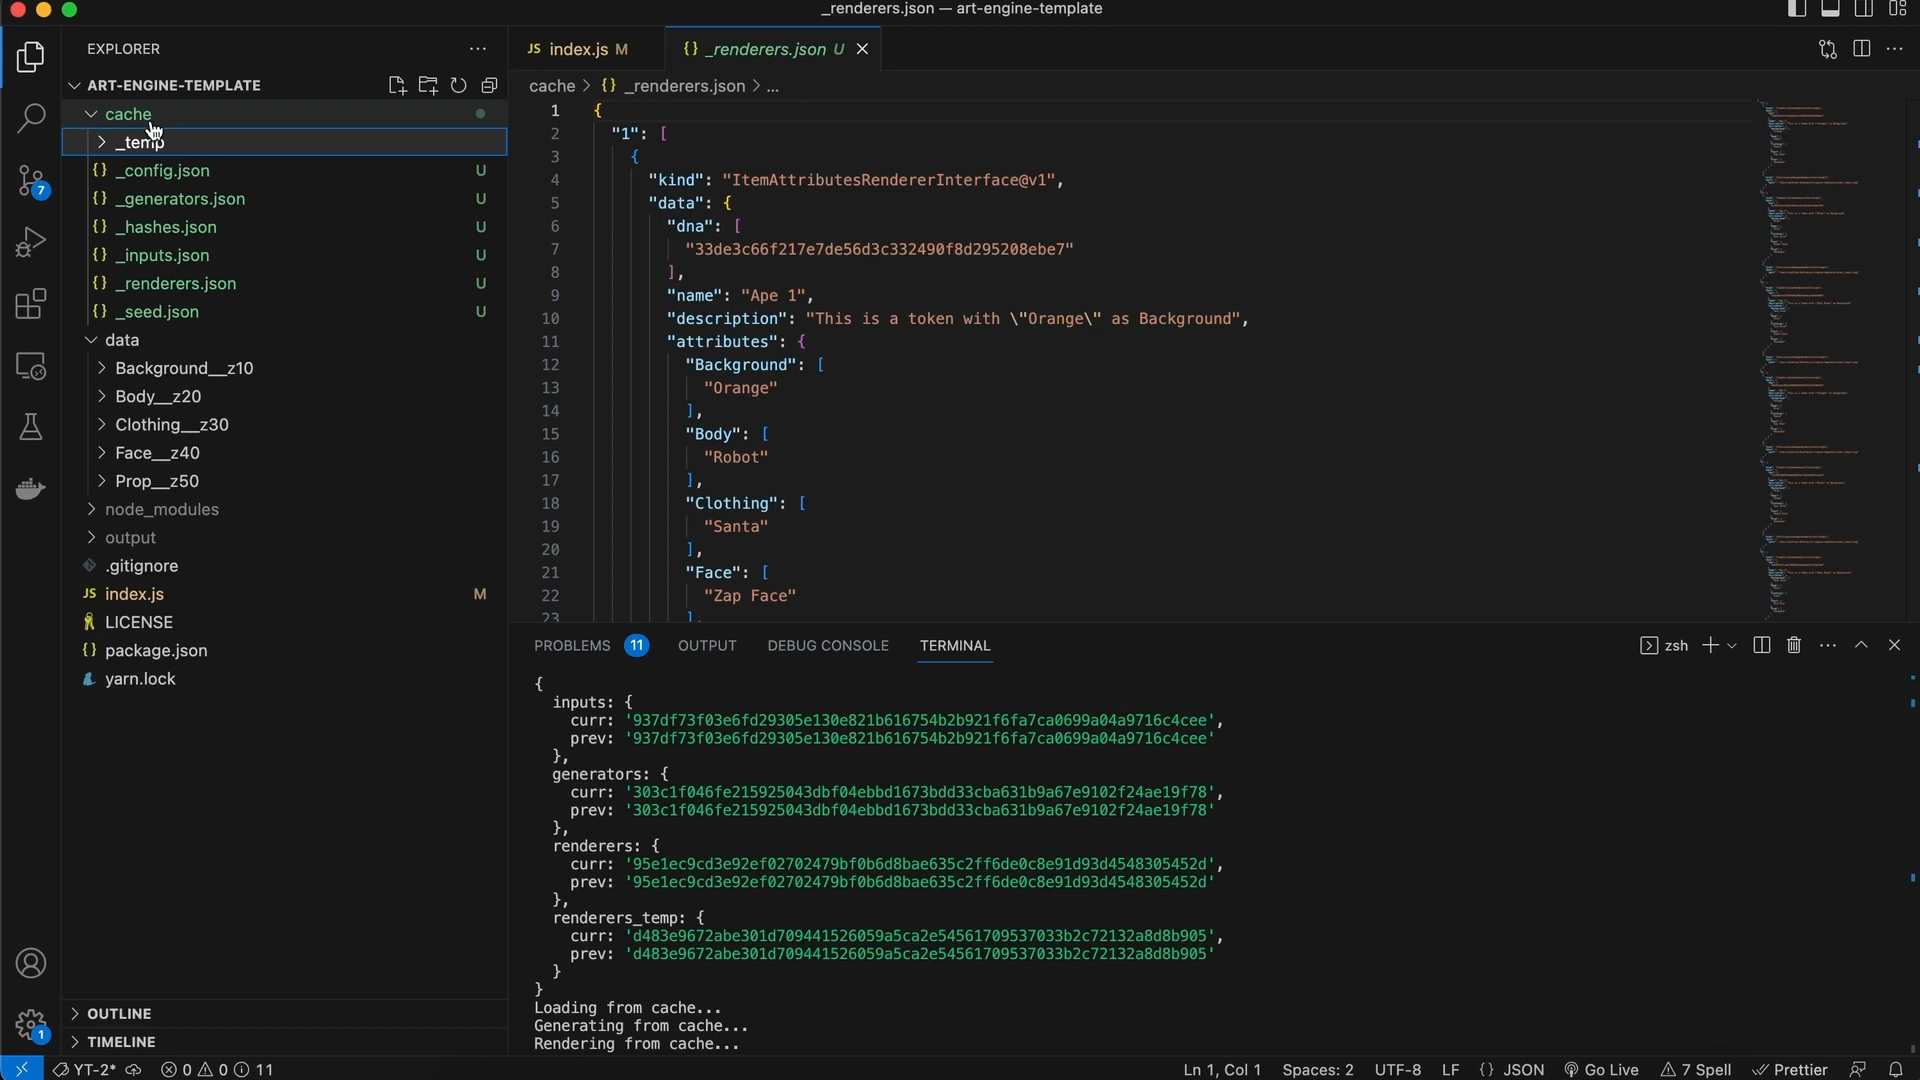 _renderers.json — art-engine-template
EXPLORER
ART-ENGINE-TEMPLATE
cache
_temp
{} _config.json U
{} _generators.json U
{} _hashes.json U
{} _inputs.json U
{} _renderers.json U
{} _seed.json U
data
Background__z10
Body__z20
Clothing__z30
Face__z40
Prop__z50
node_modules
output
.gitignore
JS index.js M
LICENSE
{} package.json
yarn.lock
OUTLINE
TIMELINE
7
1
JS index.js M
{} _renderers.json U
cache > {} _renderers.json > ...
1 {
2 "1": [
3 {
4 "kind": "ItemAttributesRendererInterface@v1",
5 "data": {
6 "dna": [
7 "33de3c66f217e7de56d3c332490f8d295208ebe7"
8 ],
9 "name": "Ape 1",
10 "description": "This is a token with \"Orange\" as Background",
11 "attributes": {
12 "Background": [
13 "Orange"
14 ],
15 "Body": [
16 "Robot"
17 ],
18 "Clothing": [
19 "Santa"
20 ],
21 "Face": [
22 "Zap Face"
23 ]
PROBLEMS 11 OUTPUT DEBUG CONSOLE TERMINAL zsh
{
inputs: {
curr: '937df73f03e6fd29305e130e821b616754b2b921f6fa7ca0699a04a9716c4cee',
prev: '937df73f03e6fd29305e130e821b616754b2b921f6fa7ca0699a04a9716c4cee'
},
generators: {
curr: '303c1f046fe215925043dbf04ebbd1673bdd33cba631b9a67e9102f24ae19f78',
prev: '303c1f046fe215925043dbf04ebbd1673bdd33cba631b9a67e9102f24ae19f78'
},
renderers: {
curr: '95e1ec9cd3e92ef02702479bf0b6d8bae635c2ff6de0c8e91d93d4548305452d',
prev: '95e1ec9cd3e92ef02702479bf0b6d8bae635c2ff6de0c8e91d93d4548305452d'
},
renderers_temp: {
curr: 'd483e9672abe301d709441526059a5ca2e54561709537033b2c72132a8d8b905',
prev: 'd483e9672abe301d709441526059a5ca2e54561709537033b2c72132a8d8b905'
}
}
Loading from cache...
Generating from cache...
Rendering from cache...
YT-2* 0 0 11 Ln 1, Col 1 Spaces: 2 UTF-8 LF {} JSON Go Live 7 Spell Prettier